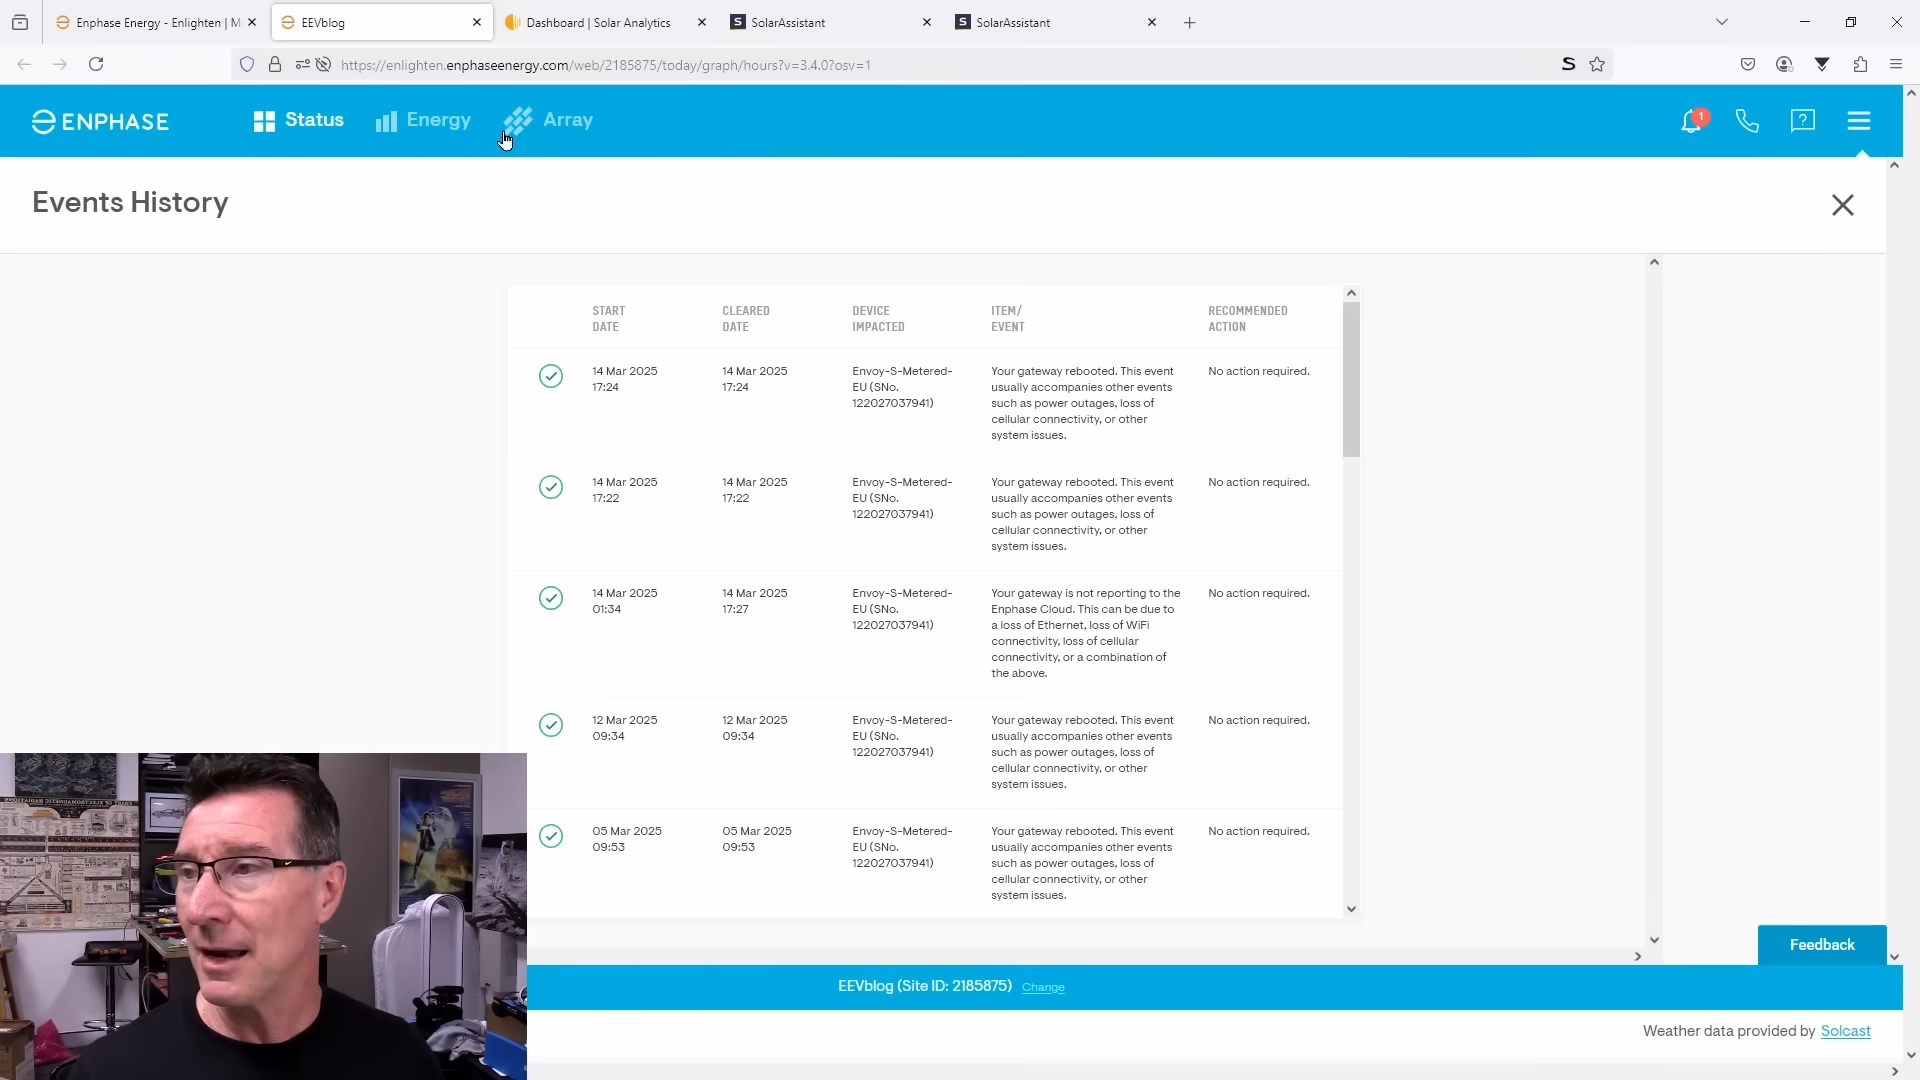 Enphase Energy - Enlighten | M
EEVblog
Dashboard | Solar Analytics
SolarAssistant
SolarAssistant
https://enlighten.enphaseenergy.com/web/2185875/today/graph/hours?v=3.4.0?osv=1
S
ENPHASE
Status
Energy
Array
1
Events History
START
DATE
CLEARED
DATE
DEVICE
IMPACTED
ITEM/
EVENT
RECOMMENDED
ACTION
14 Mar 2025
17:24
14 Mar 2025
17:24
Envoy-S-Metered-
EU (SNo.
122027037941)
Your gateway rebooted. This event
usually accompanies other events
such as power outages, loss of
cellular connectivity, or other
system issues.
No action required.
14 Mar 2025
17:22
14 Mar 2025
17:22
Envoy-S-Metered-
EU (SNo.
122027037941)
Your gateway rebooted. This event
usually accompanies other events
such as power outages, loss of
cellular connectivity, or other
system issues.
No action required.
14 Mar 2025
01:34
14 Mar 2025
17:27
Envoy-S-Metered-
EU (SNo.
122027037941)
Your gateway is not reporting to the
Enphase Cloud. This can be due to
a loss of Ethernet, loss of WiFi
connectivity, loss of cellular
connectivity, or a combination of
the above.
No action required.
12 Mar 2025
09:34
12 Mar 2025
09:34
Envoy-S-Metered-
EU (SNo.
122027037941)
Your gateway rebooted. This event
usually accompanies other events
such as power outages, loss of
cellular connectivity, or other
system issues.
No action required.
05 Mar 2025
09:53
05 Mar 2025
09:53
Envoy-S-Metered-
EU (SNo.
122027037941)
Your gateway rebooted. This event
usually accompanies other events
such as power outages, loss of
cellular connectivity, or other
system issues.
No action required.
Feedback
EEVblog (Site ID: 2185875) Change
Weather data provided by Solcast